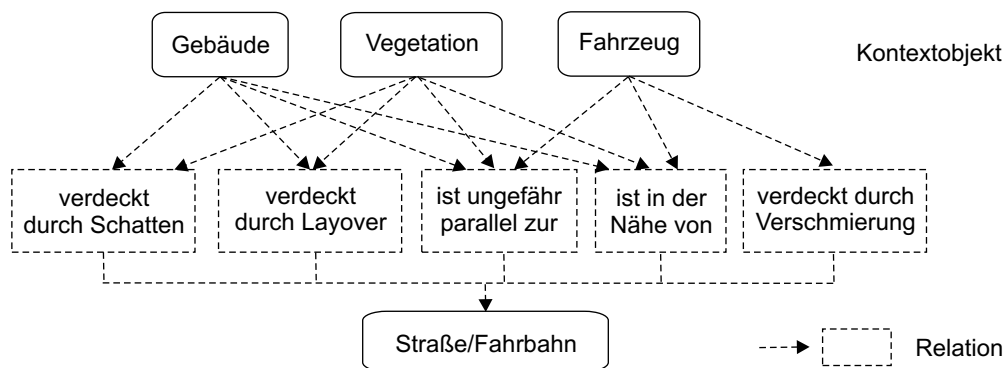 Gebäude
Vegetation
Fahrzeug
Kontextobjekt
verdeckt
durch Schatten
verdeckt
durch Layover
ist ungefähr
parallel zur
ist in der
Nähe von
verdeckt durch
Verschmierung
Straße/Fahrbahn
Relation